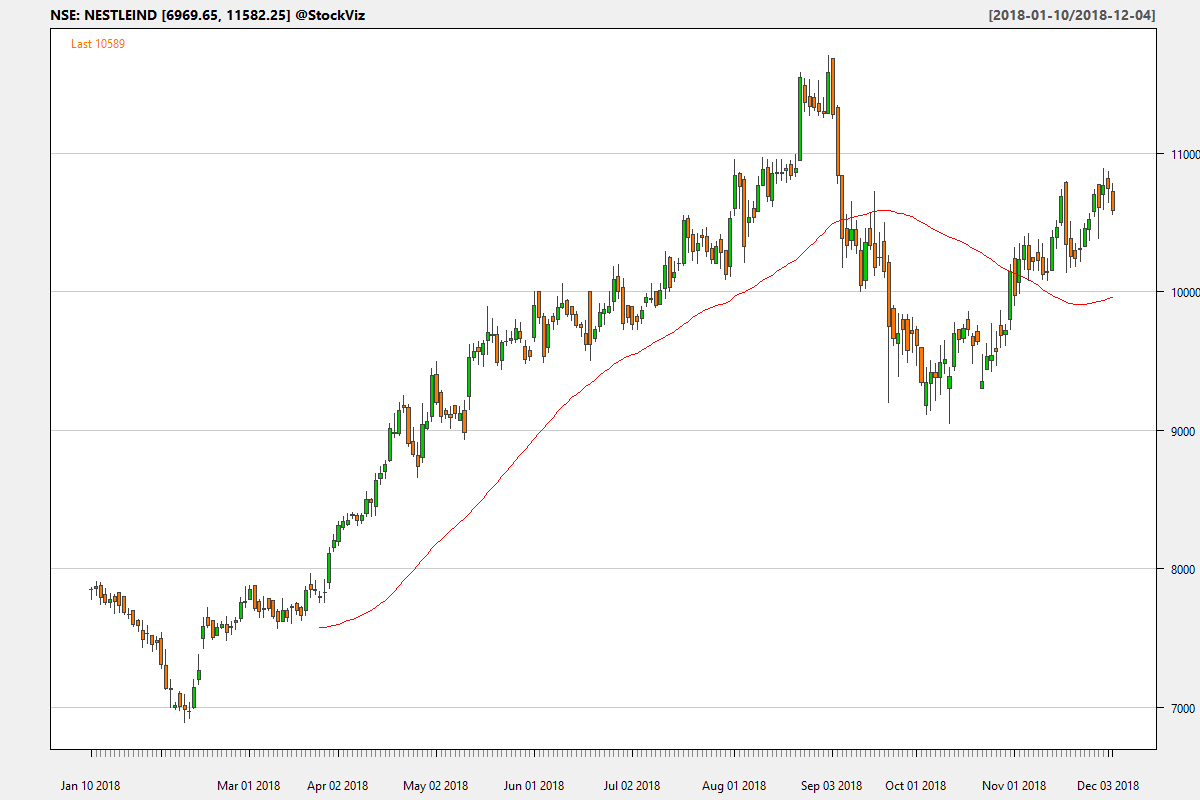 NSE: NESTLEIND [6969.65, 11582.25] @StockViz [2018-01-10/2018-12-04]
Last 10589
11000
10000
9000
8000
7000
Jan 10 2018 Mar 01 2018 Apr 02 2018 May 02 2018 Jun 01 2018 Jul 02 2018 Aug 01 2018 Sep 03 2018 Oct 01 2018 Nov 01 2018 Dec 03 2018